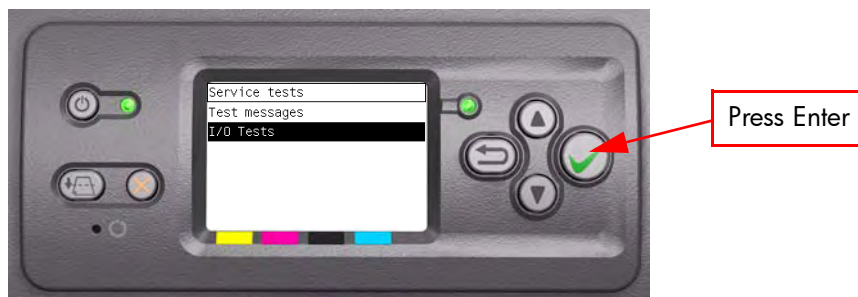 Service tests
Test messages
I/O Tests
Press Enter